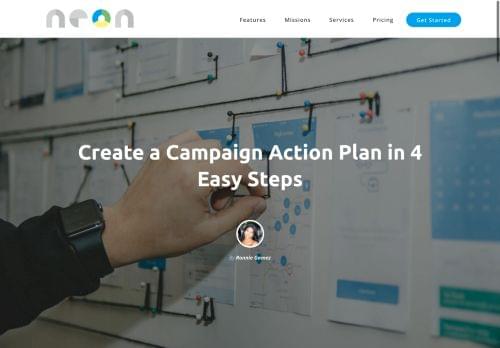 neon
Features
Missions
Services
Pricing
Get Started
Create a Campaign Action Plan in 4
Easy Steps
By Ronnie Gomez